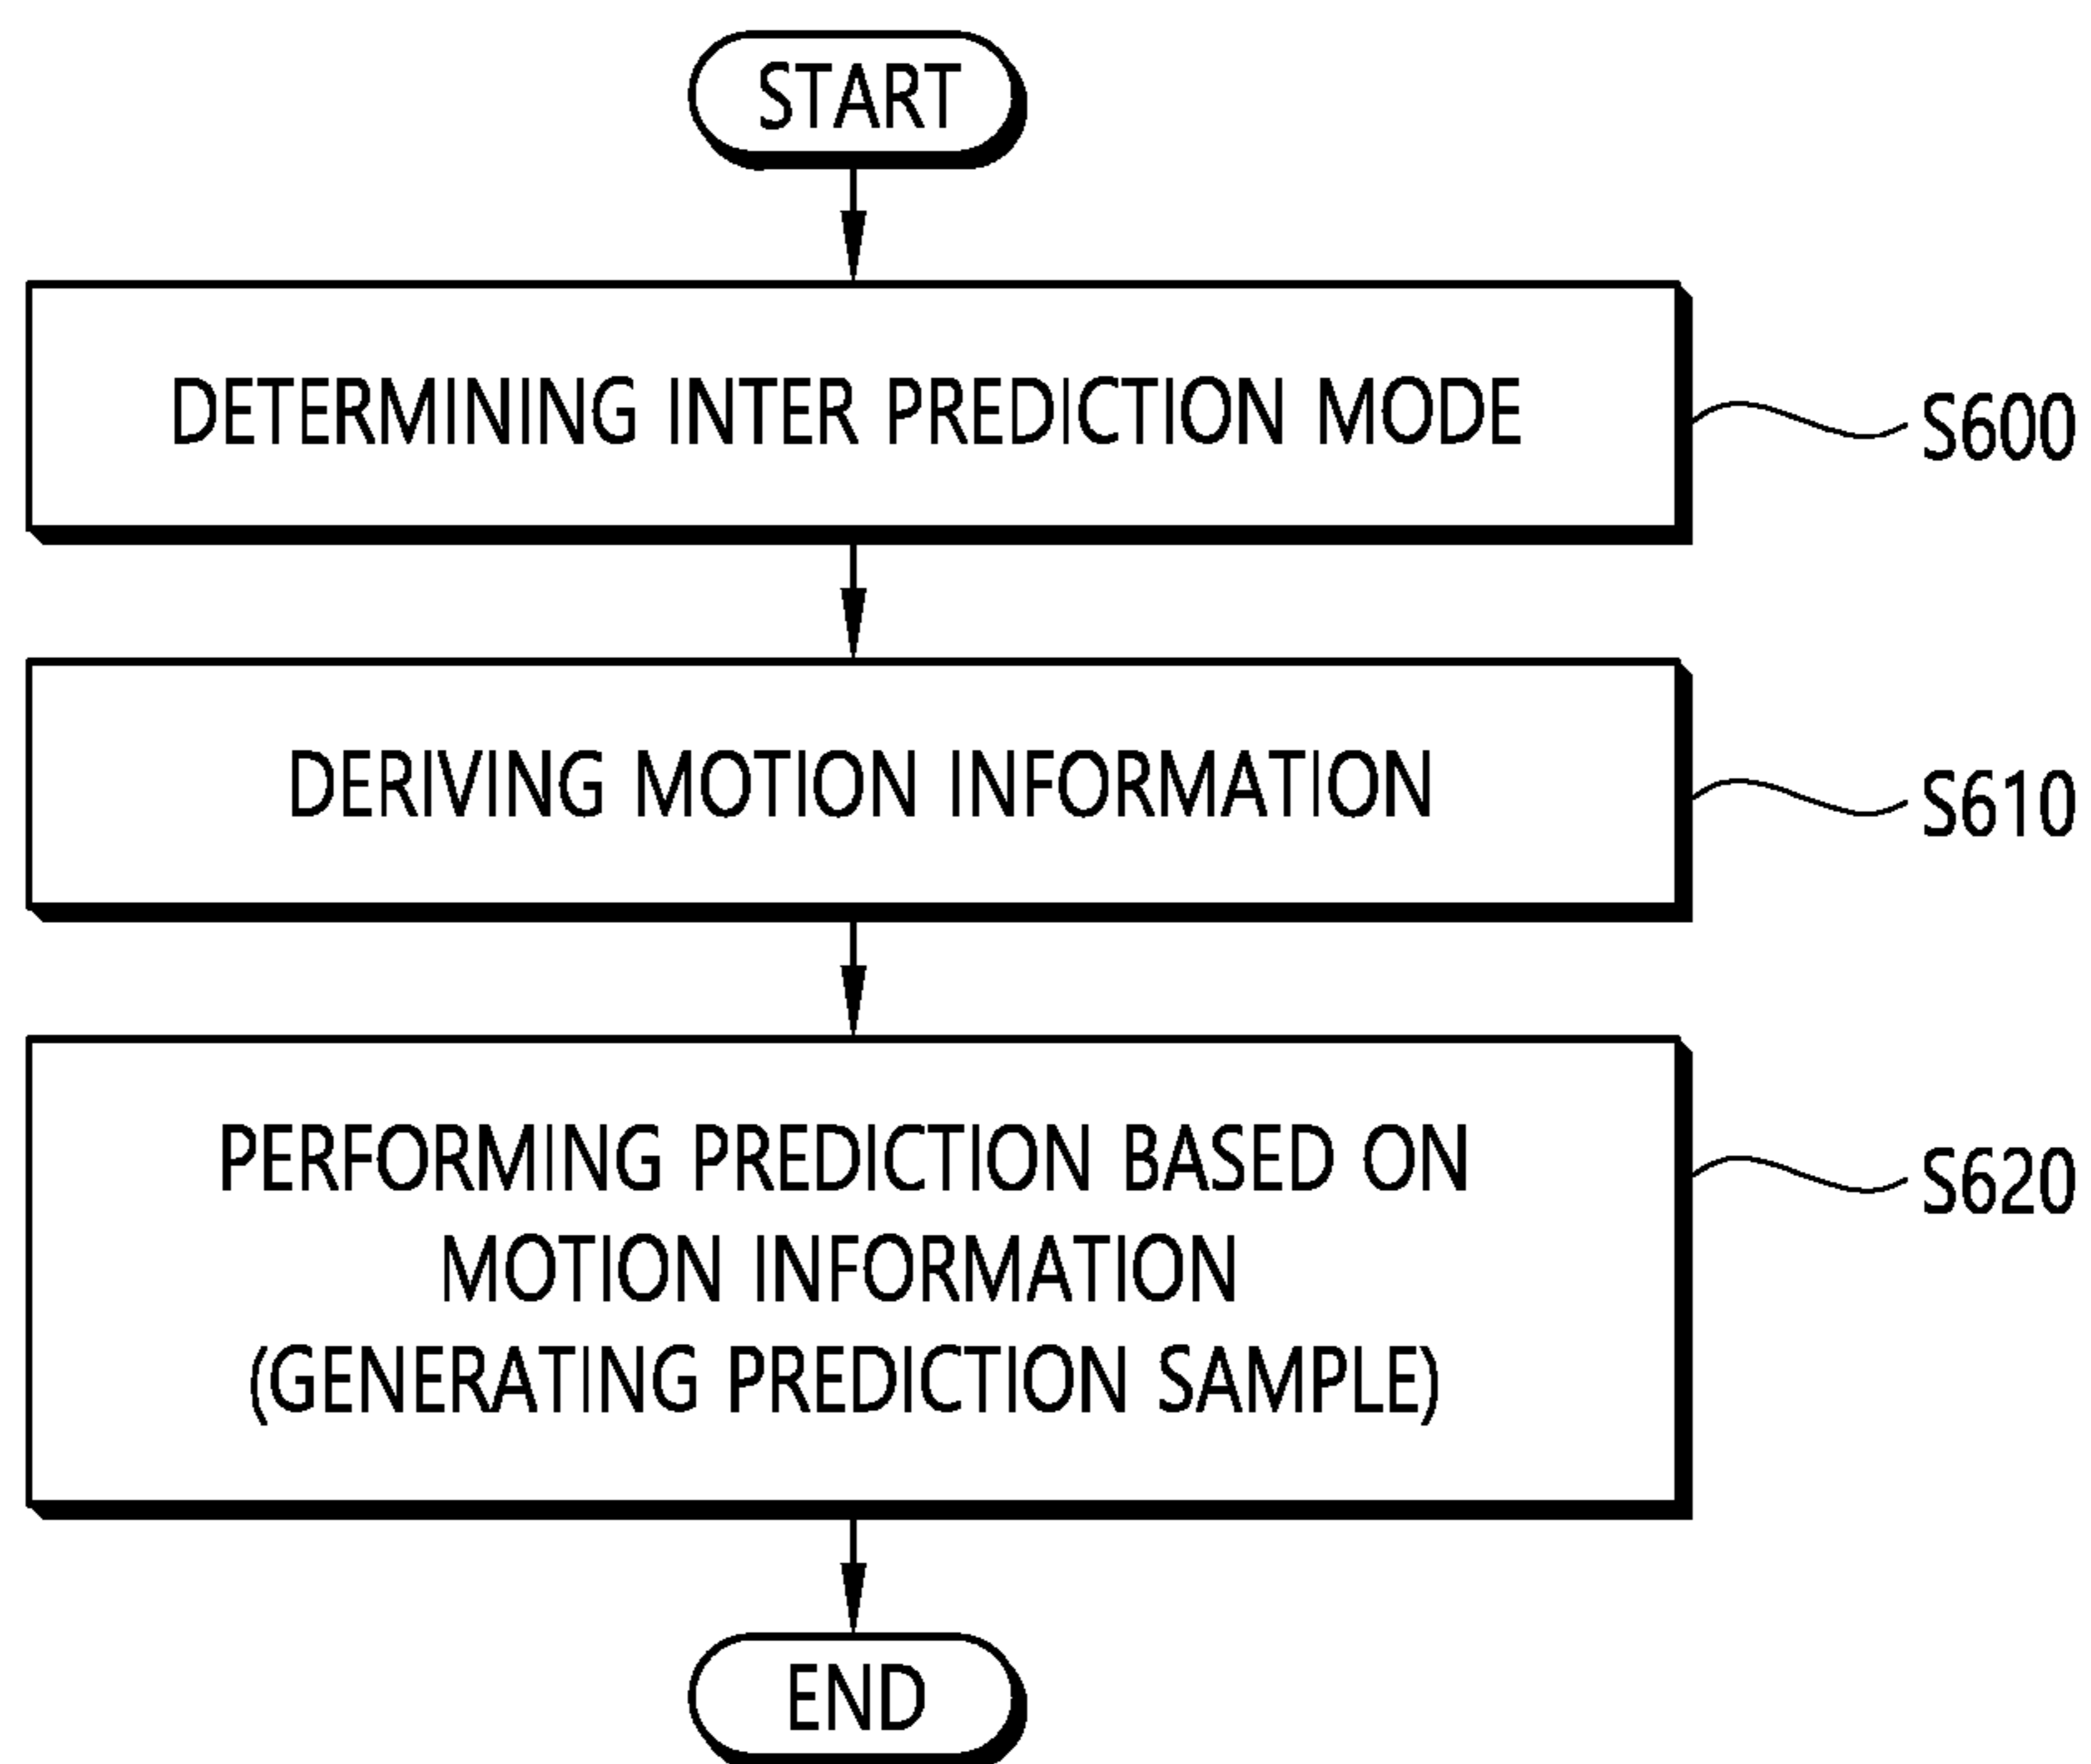 START
DETERMINING INTER PREDICTION MODE
S600
DERIVING MOTION INFORMATION
S610
PERFORMING PREDICTION BASED ON
MOTION INFORMATION
(GENERATING PREDICTION SAMPLE)
S620
END